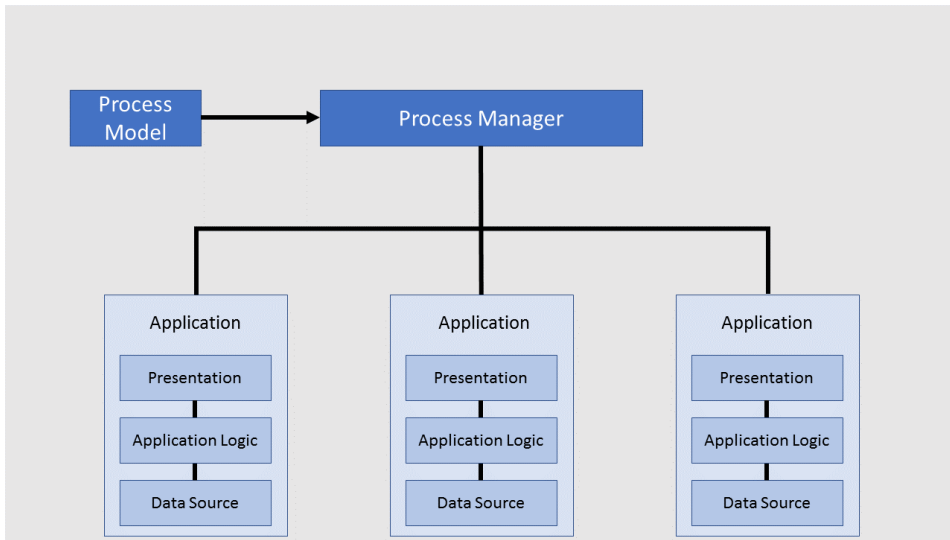 Process
Model
Process Manager
Application
Presentation
Application Logic
Data Source
Application
Presentation
Application Logic
Data Source
Application
Presentation
Application Logic
Data Source